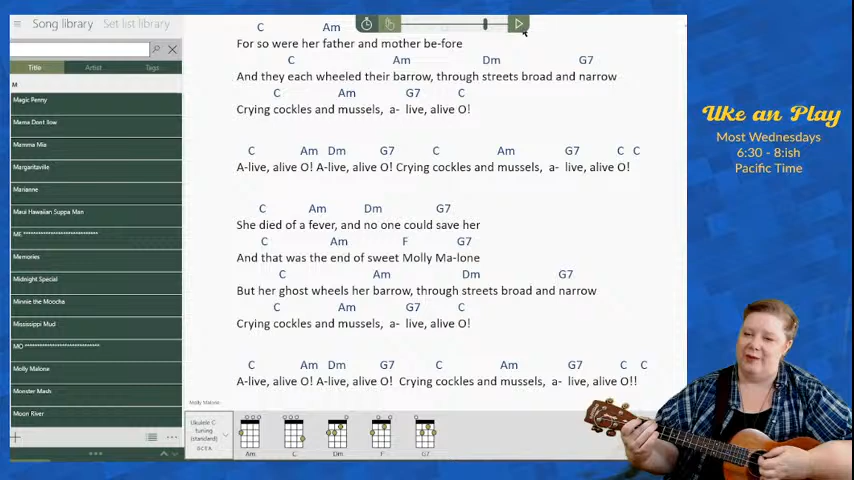 Song library Set list library
Title Artist Tags
M
Magic Penny
Mama Dont llow
Mamma Mia
Margaritaville
Marianne
Maui Hawaiian Suppa Man
Memories
Midnight Special
Minnie the Moocha
Mississippi Mud
Molly Malone
Monster Mash
Moon River
C Am
For so were her father and mother be-fore
C Am Dm G7
And they each wheeled their barrow, through streets broad and narrow
C Am G7 C
Crying cockles and mussels, a- live, alive O!
C Am Dm G7 C Am G7 C C
A-live, alive O! A-live, alive O! Crying cockles and mussels, a- live, alive O!
C Am Dm G7
She died of a fever, and no one could save her
C Am F G7
And that was the end of sweet Molly Ma-lone
C Am Dm G7
But her ghost wheels her barrow, through streets broad and narrow
C Am G7 C
Crying cockles and mussels, a- live, alive O!
C Am Dm G7 C Am G7 C C
A-live, alive O! A-live, alive O! Crying cockles and mussels, a- live, alive O!!
Molly Malone
Ukulele C-
tuning
(standard)
G C E A
Am C Dm F G7
Uke an Play
Most Wednesdays
6:30 - 8:ish
Pacific Time